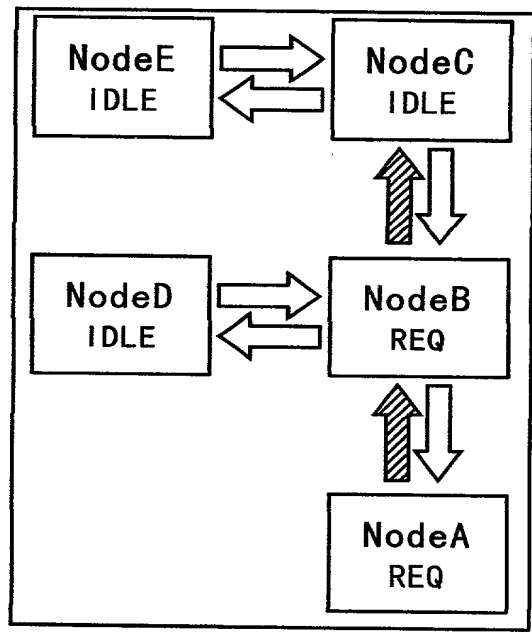 NodeE
IDLE
NodeC
IDLE
NodeD
IDLE
NodeB
REQ
NodeA
REQ